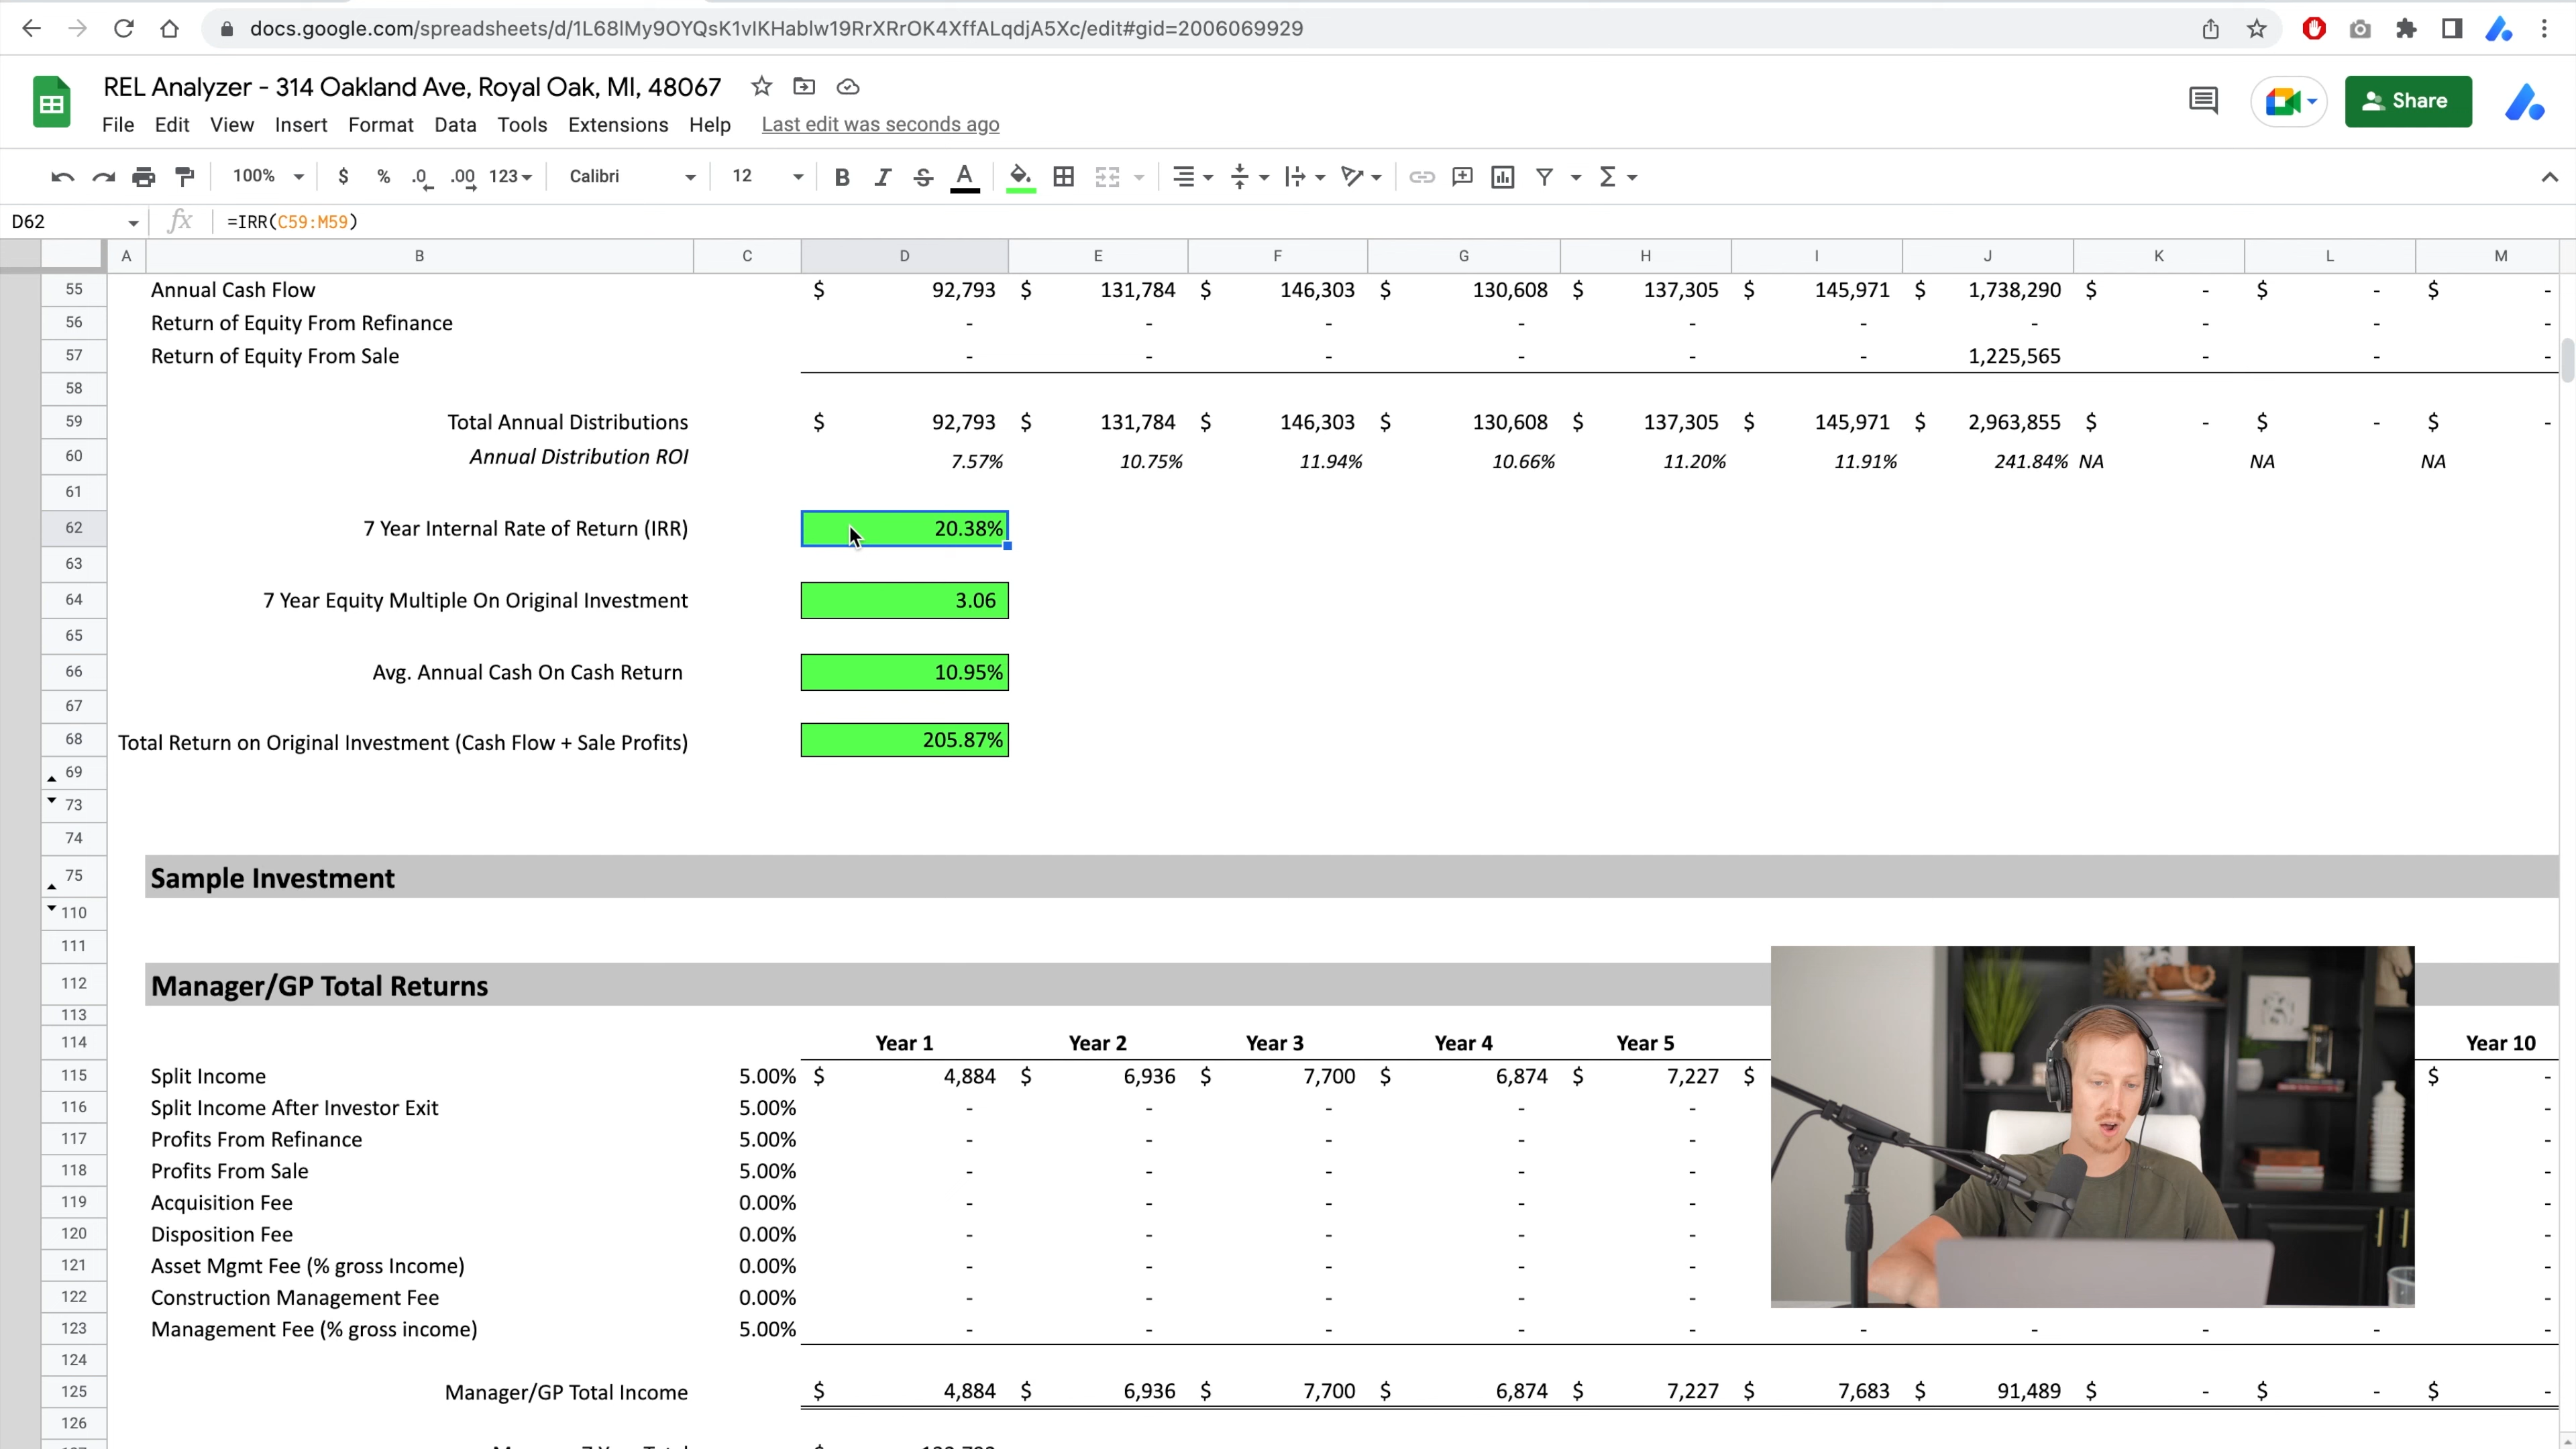 docs.google.com/spreadsheets/d/1L68lMy9OYQsK1vIKHablw19RrXRrOK4XffALqdjA5Xc/edit#gid=2006069929
REL Analyzer - 314 Oakland Ave, Royal Oak, MI, 48067
Share
File Edit View Insert Format Data Tools Extensions Help Last edit was seconds ago
100% $ % .0 .00 123 Calibri 12 B I S A Σ
D62 fx =IRR(C59:M59)
A B C D E F G H I J K L M
55 Annual Cash Flow $ 92,793 $ 131,784 $ 146,303 $ 130,608 $ 137,305 $ 145,971 $ 1,738,290 $ - $ - $ -
56 Return of Equity From Refinance - - - - - - - - - -
57 Return of Equity From Sale - - - - - - 1,225,565 - - -
58
59 Total Annual Distributions $ 92,793 $ 131,784 $ 146,303 $ 130,608 $ 137,305 $ 145,971 $ 2,963,855 $ - $ - $ -
60 Annual Distribution ROI 7.57% 10.75% 11.94% 10.66% 11.20% 11.91% 241.84% NA NA NA
61
62 7 Year Internal Rate of Return (IRR) 20.38%
63
64 7 Year Equity Multiple On Original Investment 3.06
65
66 Avg. Annual Cash On Cash Return 10.95%
67
68 Total Return on Original Investment (Cash Flow + Sale Profits) 205.87%
69
73
74
75 Sample Investment
110
111
112 Manager/GP Total Returns
113
114 Year 1 Year 2 Year 3 Year 4 Year 5 Year 10
115 Split Income 5.00% $ 4,884 $ 6,936 $ 7,700 $ 6,874 $ 7,227 $ $ -
116 Split Income After Investor Exit 5.00% - - - - - -
117 Profits From Refinance 5.00% - - - - - -
118 Profits From Sale 5.00% - - - - - -
119 Acquisition Fee 0.00% - - - - - -
120 Disposition Fee 0.00% - - - - - -
121 Asset Mgmt Fee (% gross Income) 0.00% - - - - - -
122 Construction Management Fee 0.00% - - - - - -
123 Management Fee (% gross income) 5.00% - - - - - - - - - -
124
125 Manager/GP Total Income $ 4,884 $ 6,936 $ 7,700 $ 6,874 $ 7,227 $ 7,683 $ 91,489 $ - $ - $ -
126